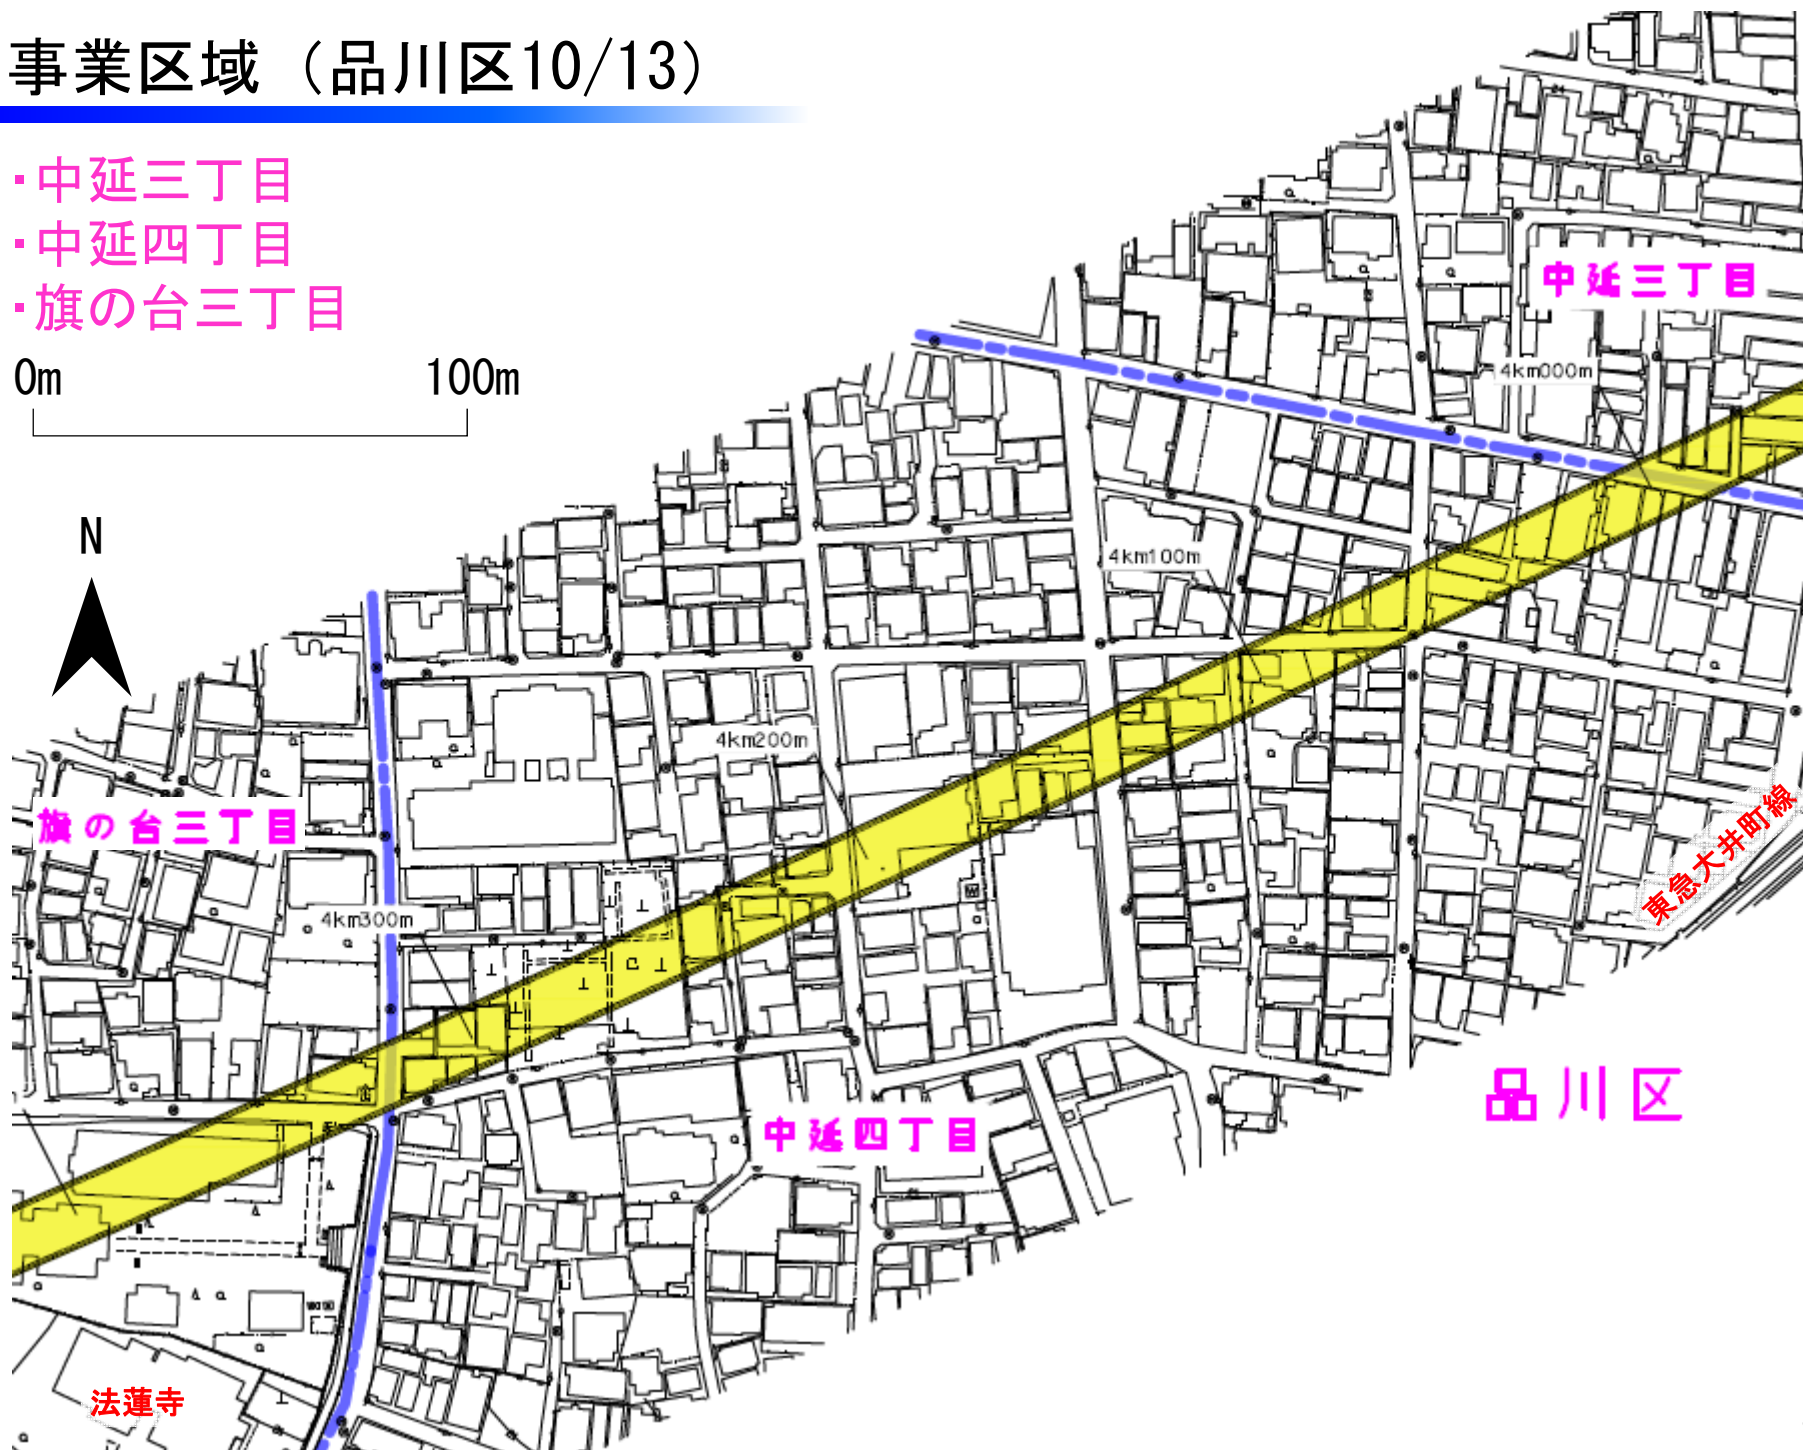 事業区域（品川区10/13）
・中延三丁目
・中延四丁目
・旗の台三丁目
0m 100m
N
中延三丁目
4km000m
4km100m
4km200m
旗の台三丁目
4km300m
東急大井町線
品川区
中延四丁目
法蓮寺